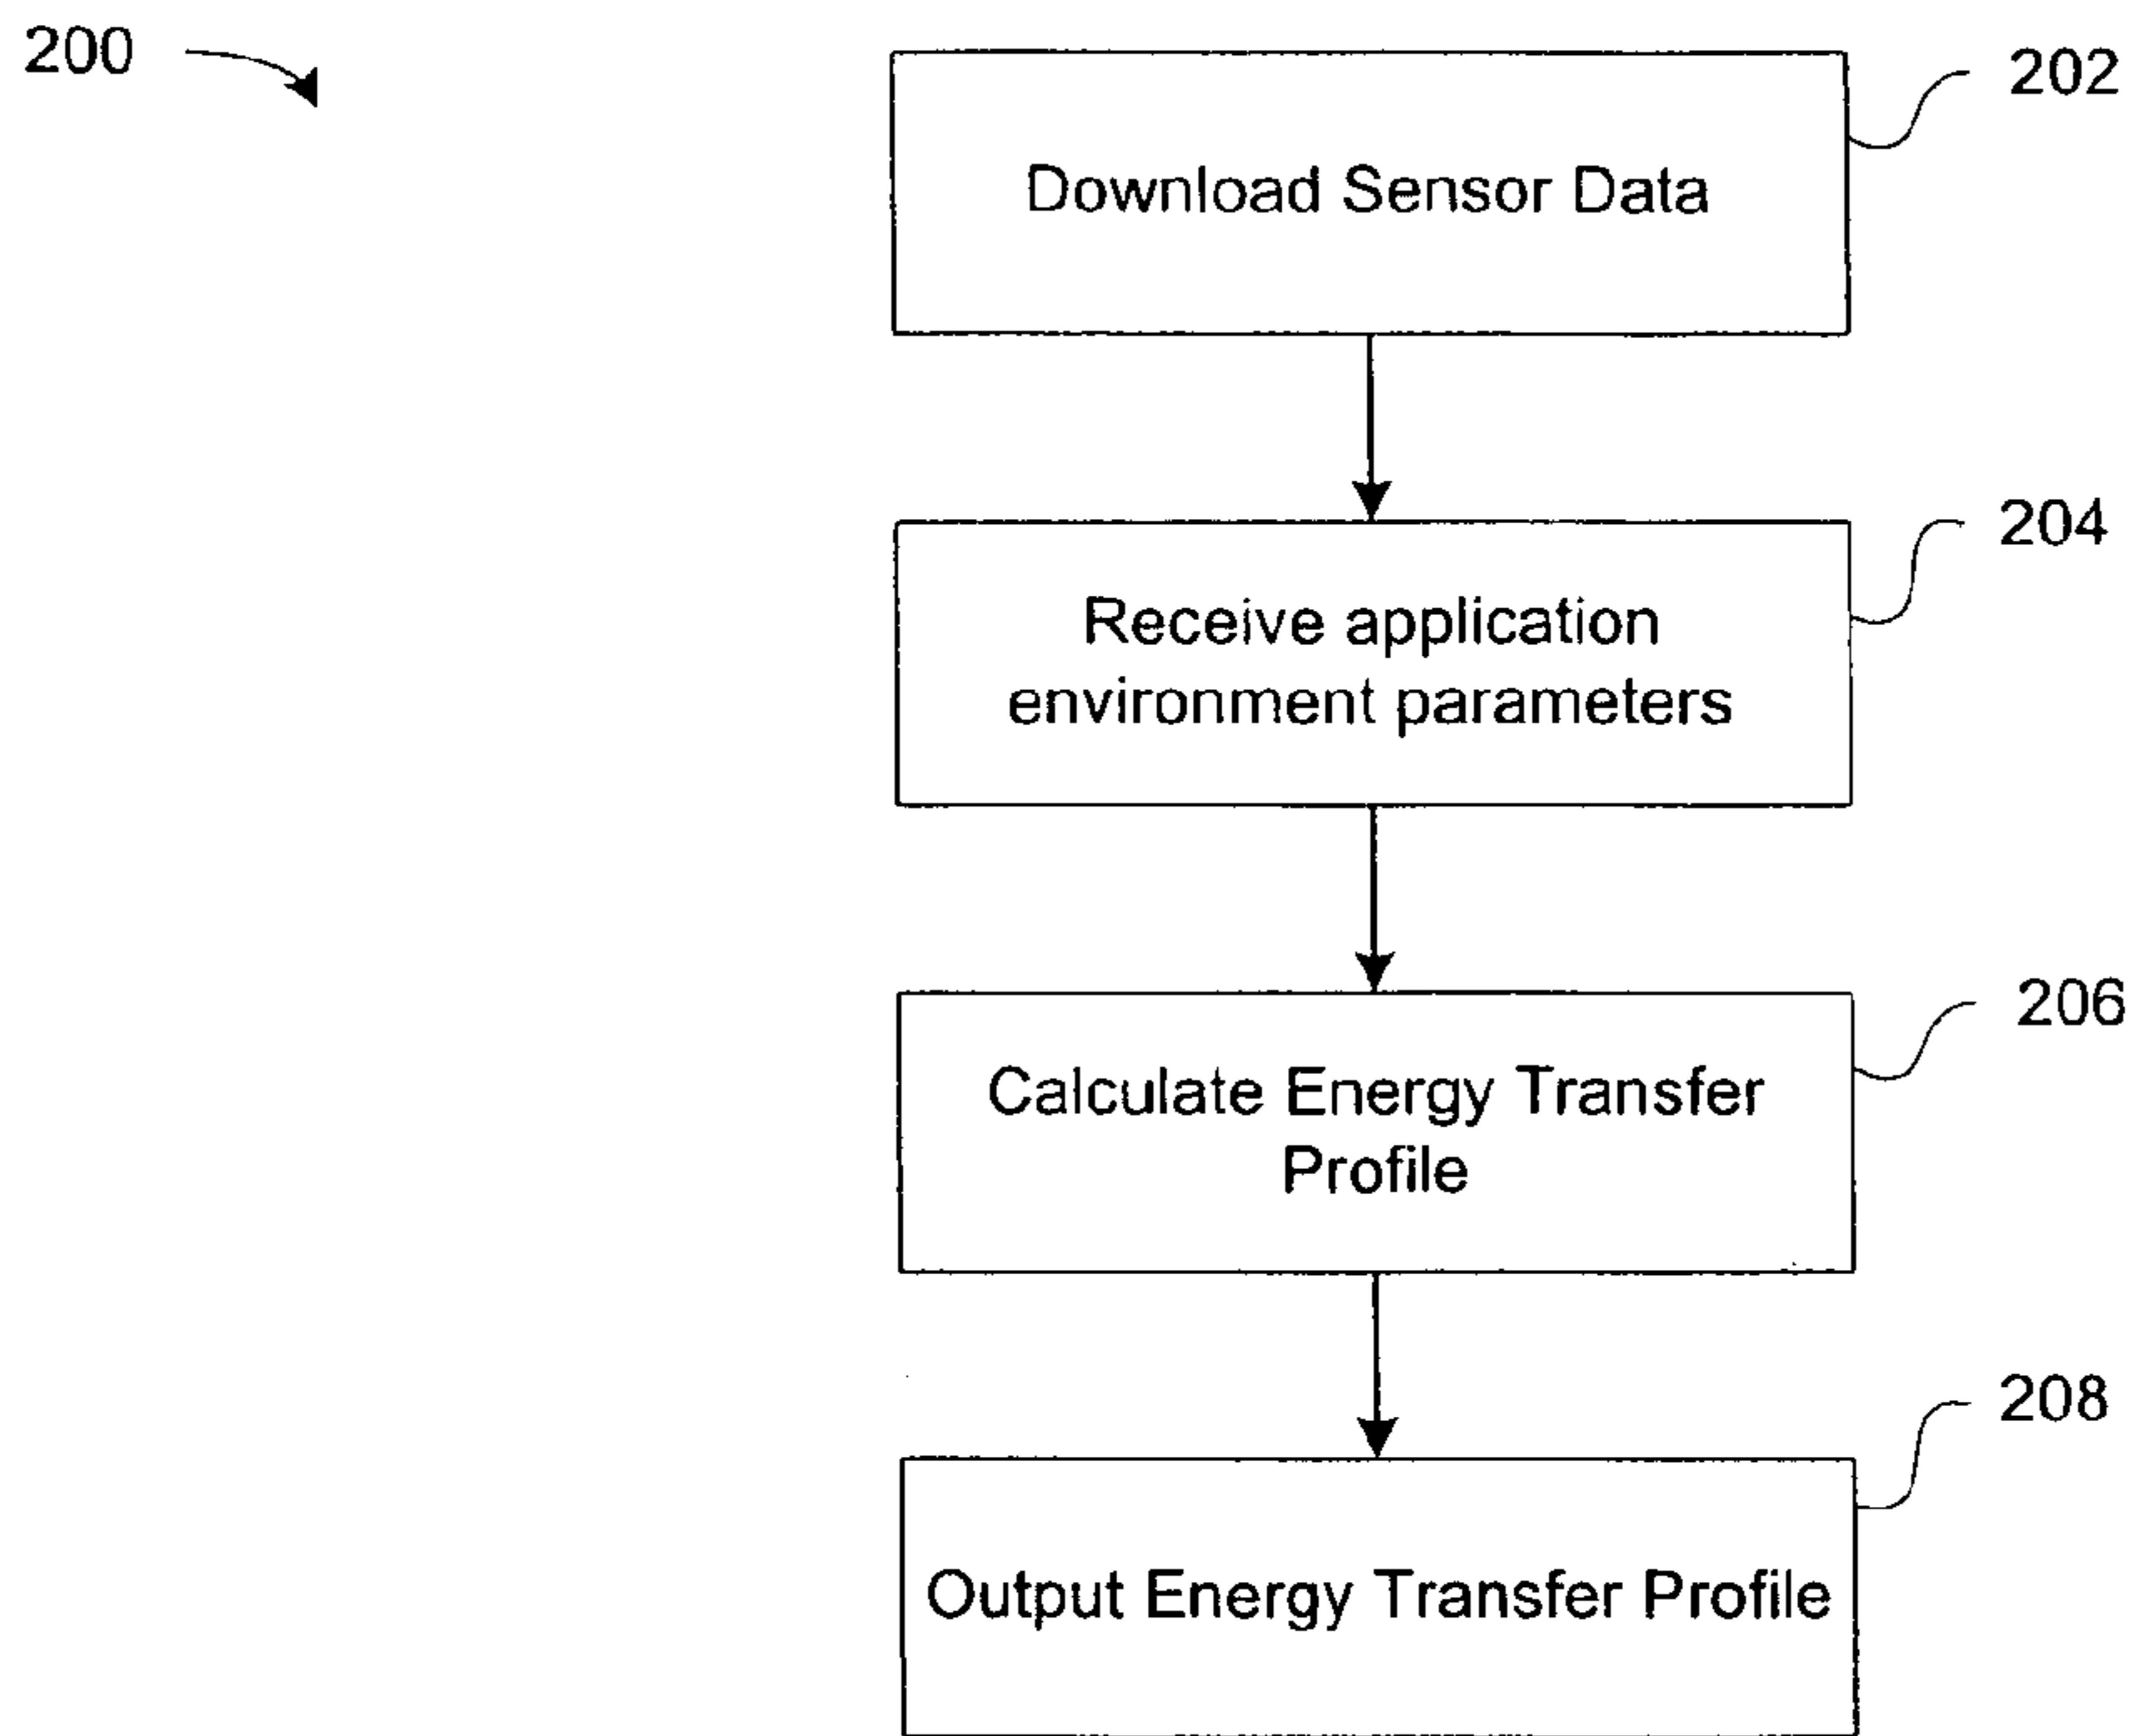 200
202
Download Sensor Data
204
Receive application
environment parameters
206
Calculate Energy Transfer
Profile
208
Output Energy Transfer Profile